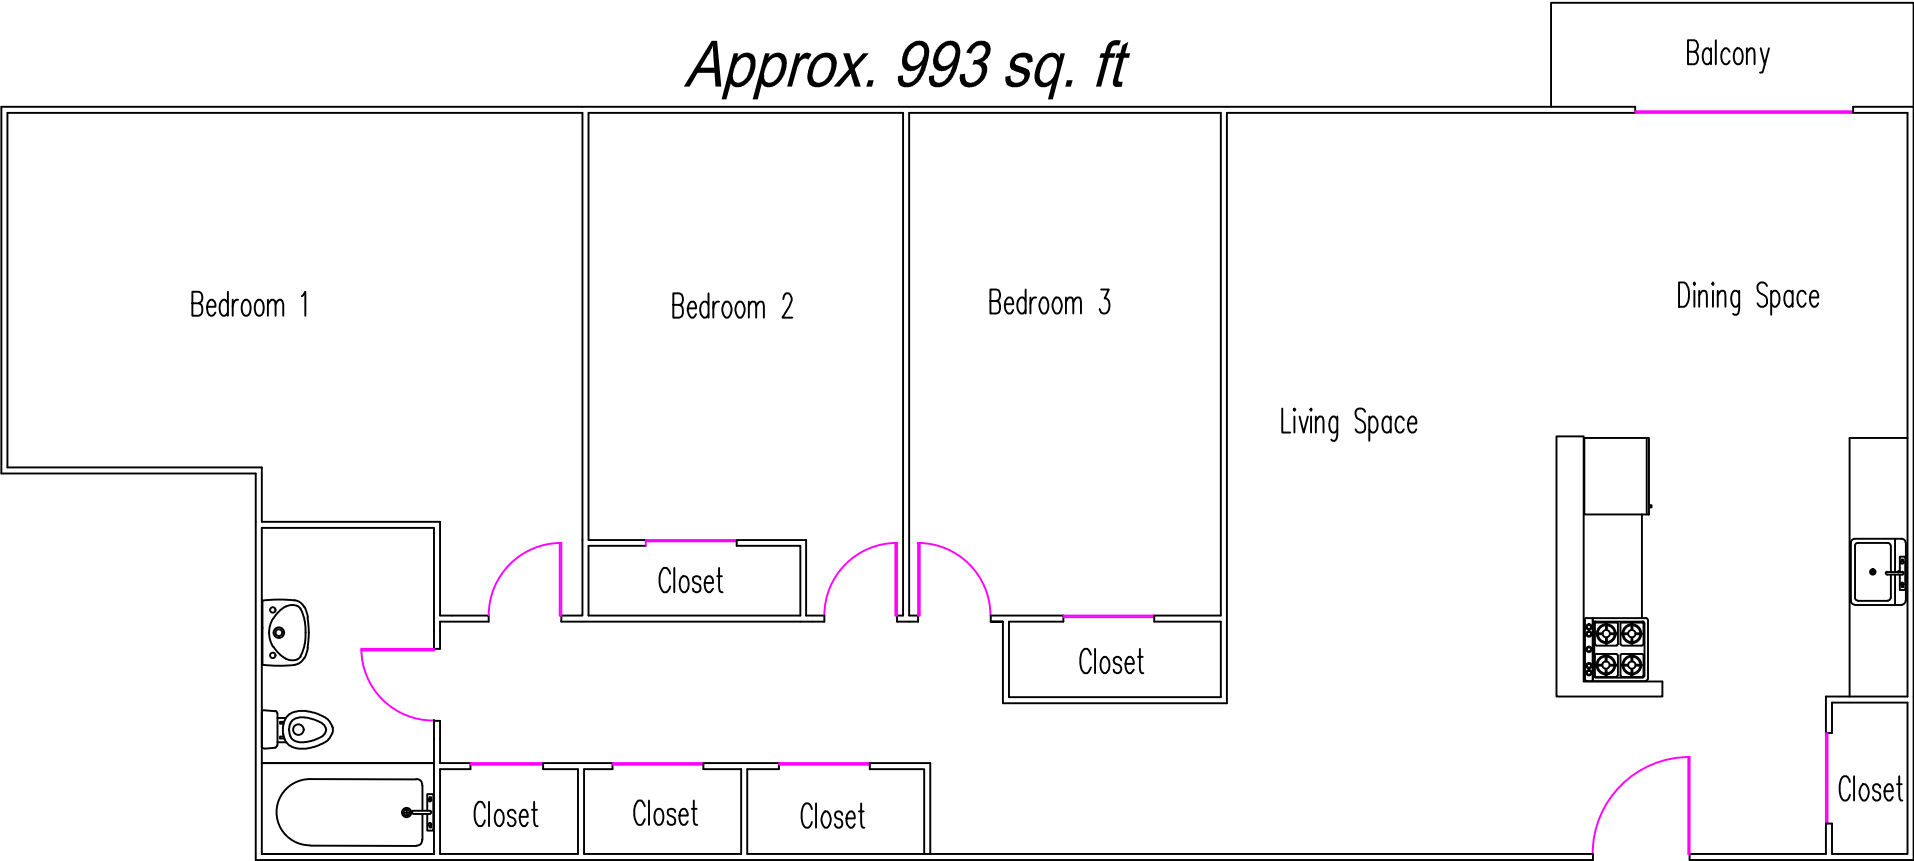 Balcony
Approx. 993 sq. ft
Bedroom 1
Bedroom 2
Bedroom 3
Dining Space
Living Space
Closet
Closet
Closet
Closet
Closet
Closet